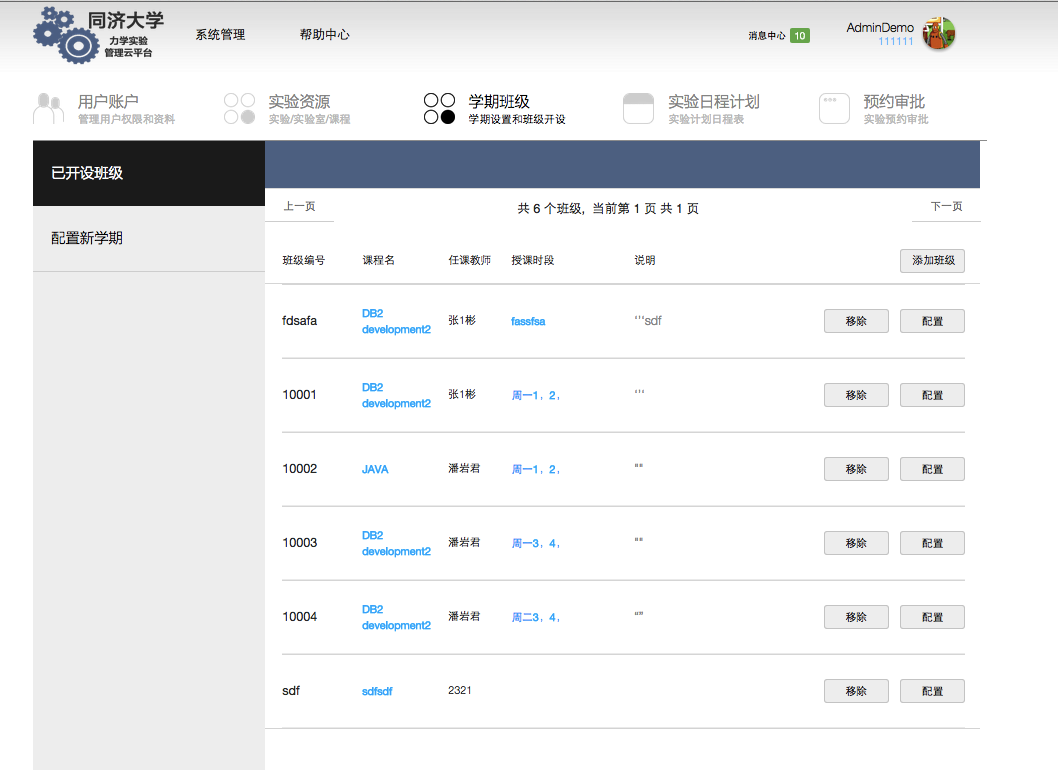 同济大学
力学实验
管理云平台
系统管理
帮助中心
消息中心 10
AdminDemo
111111
用户账户
管理用户权限和资料
实验资源
实验/实验室/课程
学期班级
学期设置和班级开设
实验日程计划
实验计划日程表
预约审批
实验预约审批
已开设班级
配置新学期
上一页
共 6 个班级, 当前第 1 页 共 1 页
下一页
班级编号 课程名 任课教师 授课时段 说明 添加班级
fdsafa DB2 development2 张1彬 fassfsa '''sdf 移除 配置
10001 DB2 development2 张1彬 周一1, 2, ''' 移除 配置
10002 JAVA 潘岩君 周一1, 2, "" 移除 配置
10003 DB2 development2 潘岩君 周一3, 4, "" 移除 配置
10004 DB2 development2 潘岩君 周二3, 4, "" 移除 配置
sdf sdfsdf 2321 移除 配置